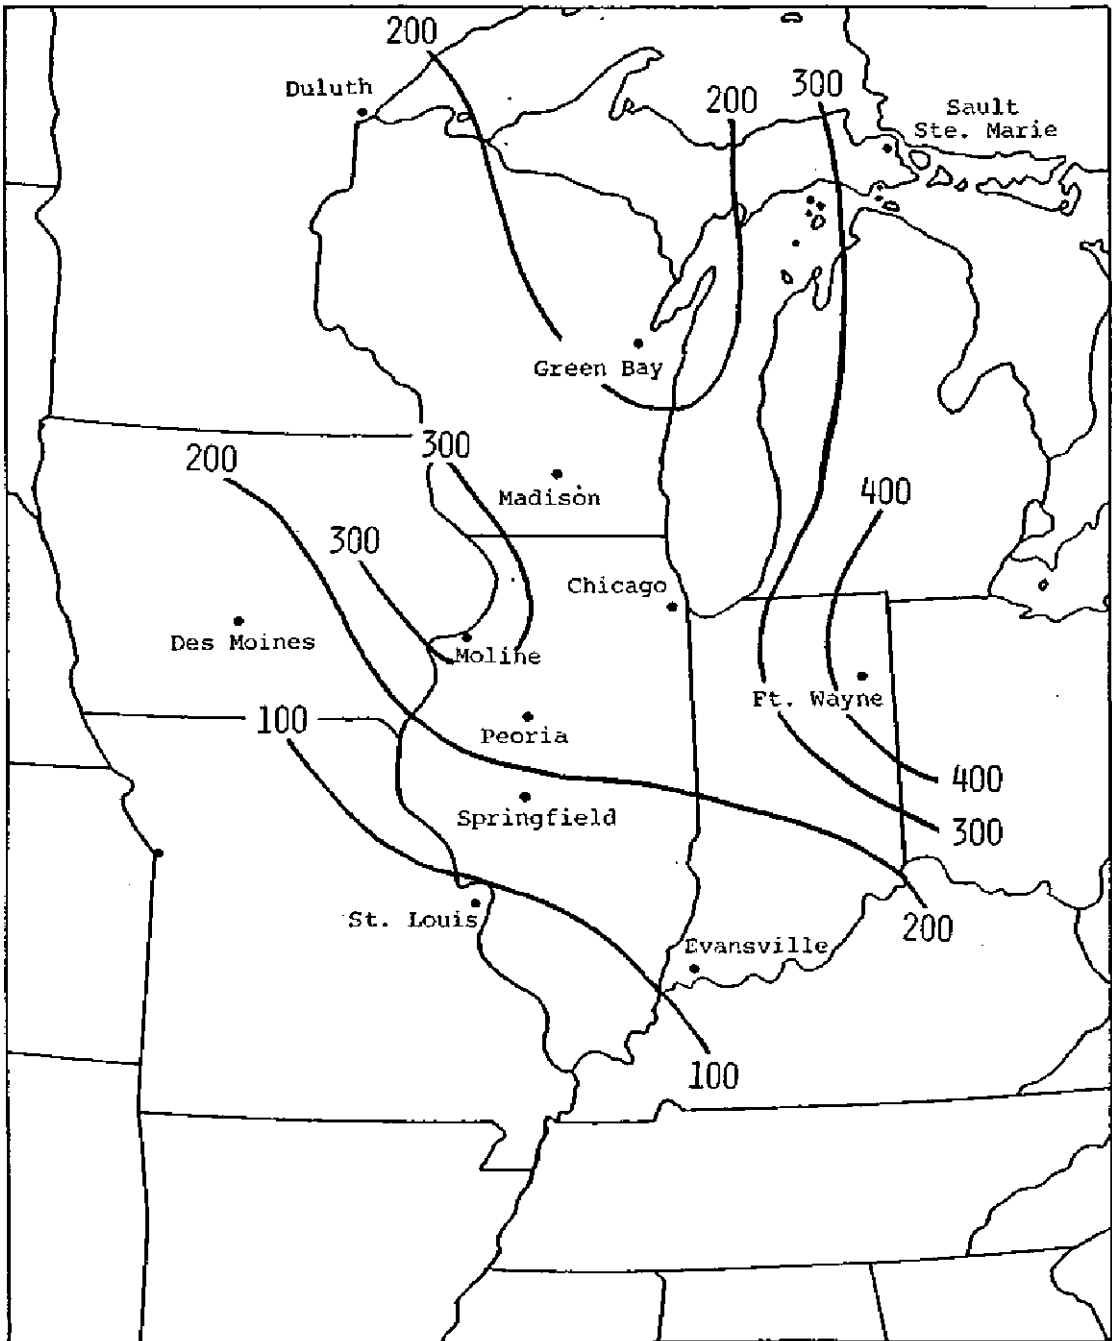 200
Duluth
300
200
Sault
Ste. Marie
Green Bay
300
200
Madison
400
300
Chicago
Des Moines
Moline
Ft. Wayne
100
Peoria
400
Springfield
300
St. Louis
200
Evansville
100